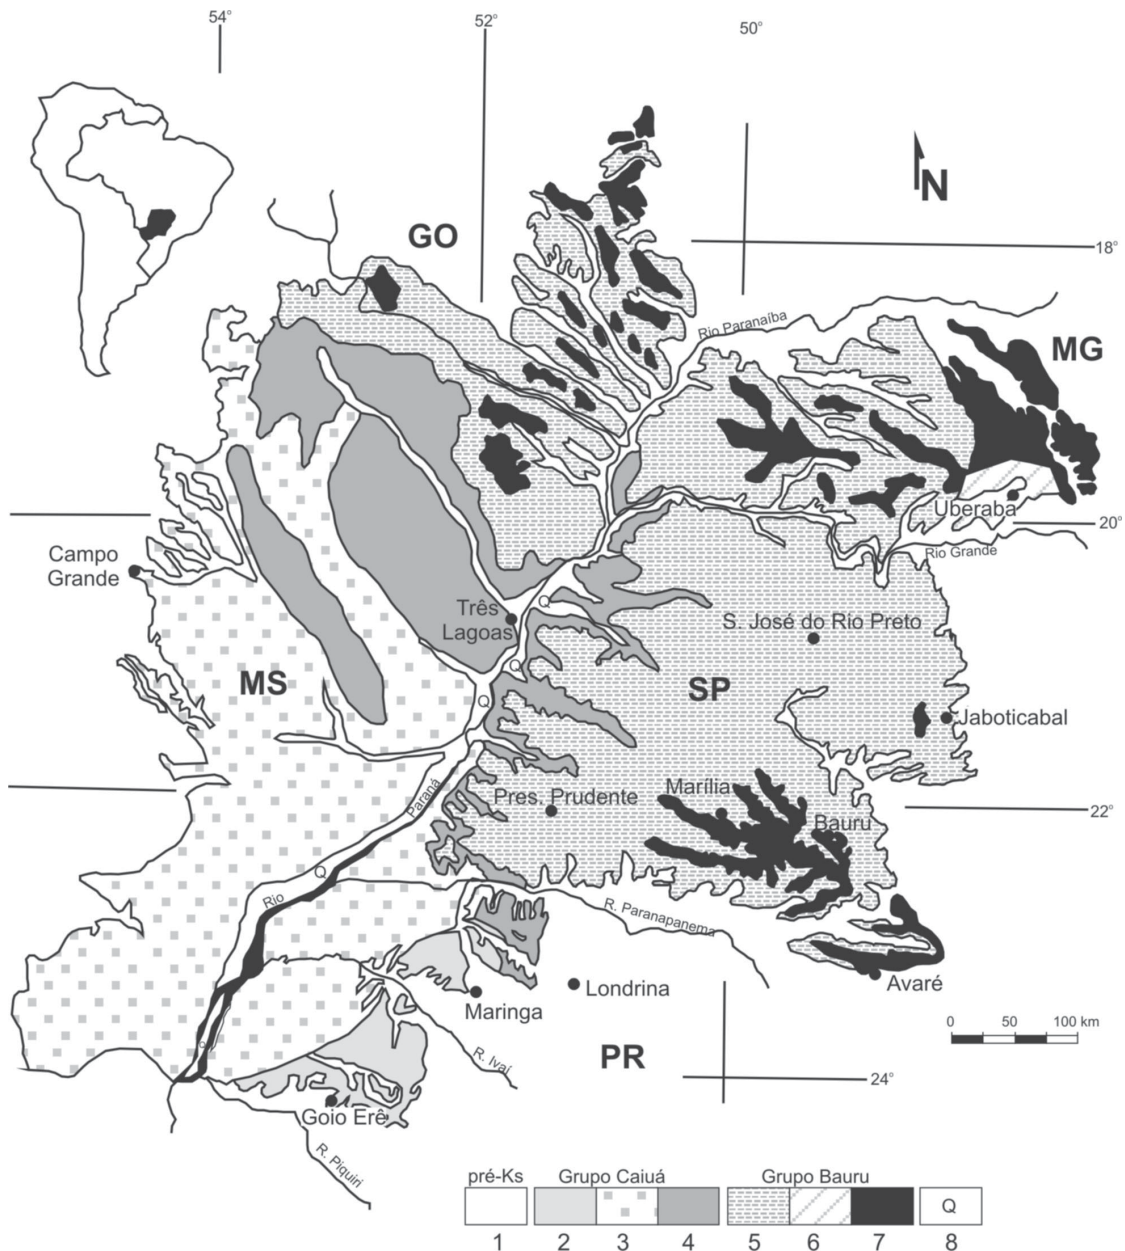 54°
52°
50°
N
GO
18°
Rio Paranaíba
MG
Uberaba
20°
Rio Grande
Campo
Grande
Três
Lagoas
Q
Q
Q
S. José do Rio Preto
MS
SP
Jaboticabal
Paraná
Pres. Prudente
Marília
Bauru
22°
Q
Rio
R. Paranapanema
Avaré
Londrina
Maringa
0 50 100 km
Q
R. Ivaí
PR
24°
Goio Erê
R. Piquiri
pré-Ks Grupo Caiuá Grupo Bauru
Q
1 2 3 4 5 6 7 8